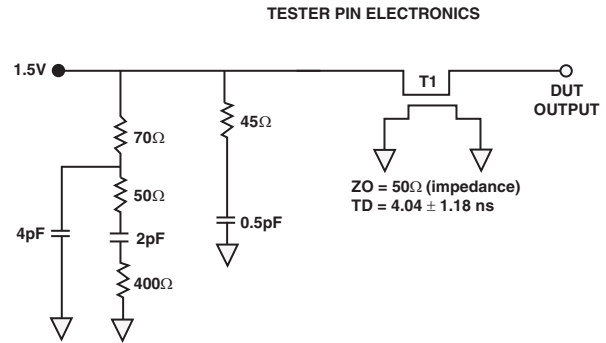 TESTER PIN ELECTRONICS
1.5V
T1
DUT
OUTPUT
70Ω
45Ω
50Ω
ZO = 50Ω (impedance)
TD = 4.04 ± 1.18 ns
4pF
2pF
0.5pF
400Ω